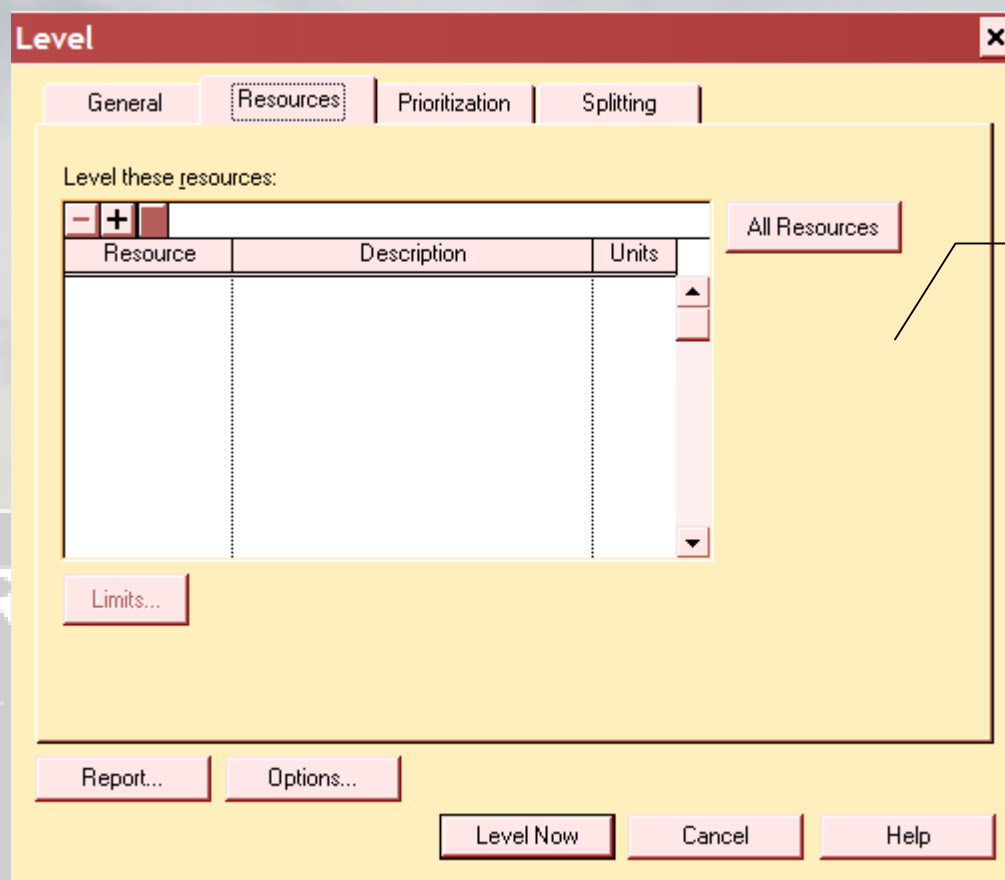 Level
General Resources Prioritization Splitting
Level these resources:
All Resources
Resource Description Units
Limits...
Report... Options...
Level Now Cancel Help